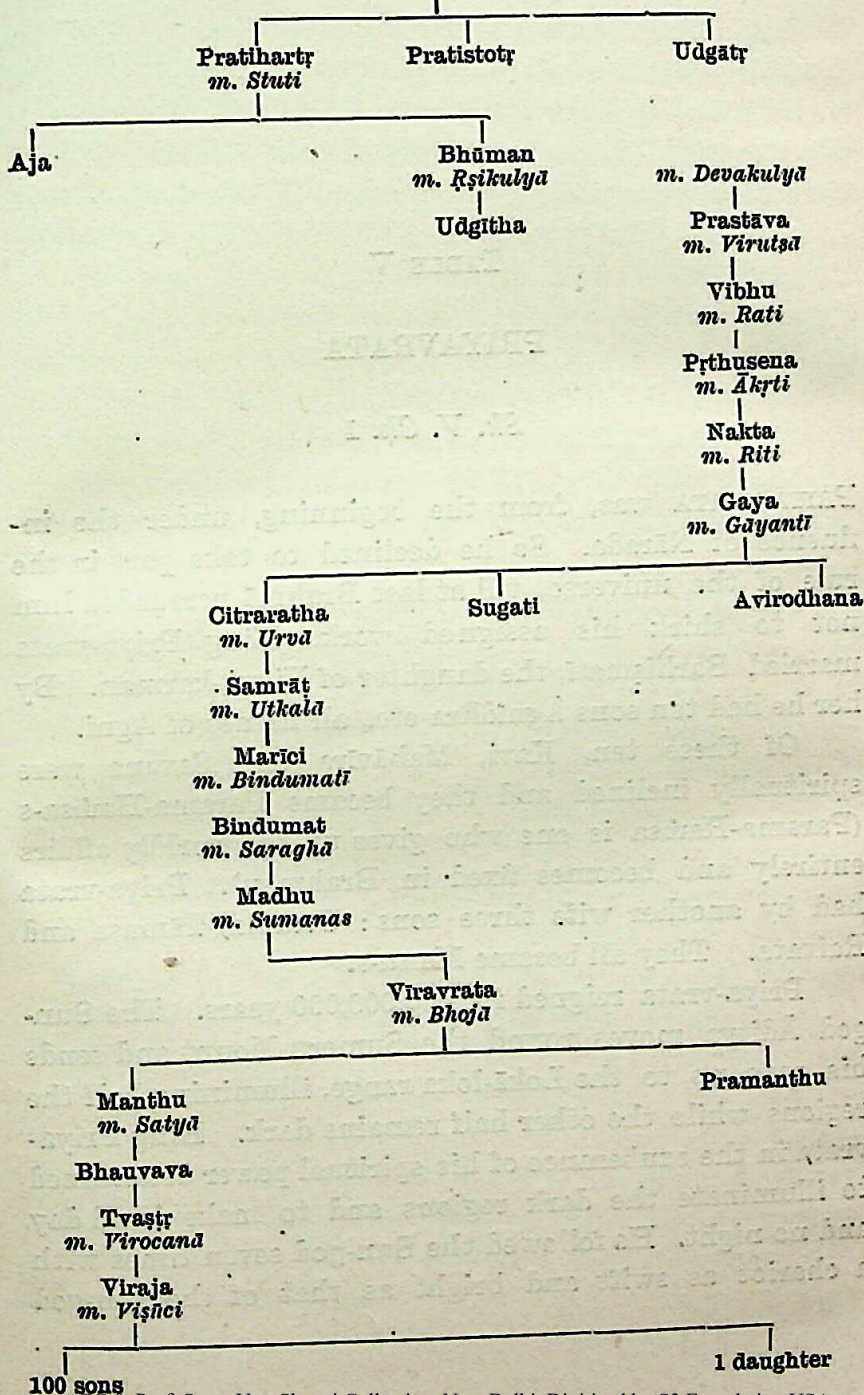 Pratihartṛ Pratistotṛ Udgātṛ
m. Stuti
Aja
Bhūman
m. Ṛṣikulyā m. Devakulyā
Udgītha Prastāva
m. Virutṣā
Vibhu
m. Rati
Pṛthusena
m. Ākṛti
Nakta
m. Riti
Gaya
m. Gāyantī
Citraratha Sugati Avirodhana
m. Urvā
Samrāṭ
m. Utkalā
Marīci
m. Bindumatī
Bindumat
m. Saraghā
Madhu
m. Sumanas
Vīravrata
m. Bhojā
Manthu Pramanthu
m. Satyā
Bhauvava
Tvaṣṭṛ
m. Virocanā
Viraja
m. Viṣūci
100 sons 1 daughter